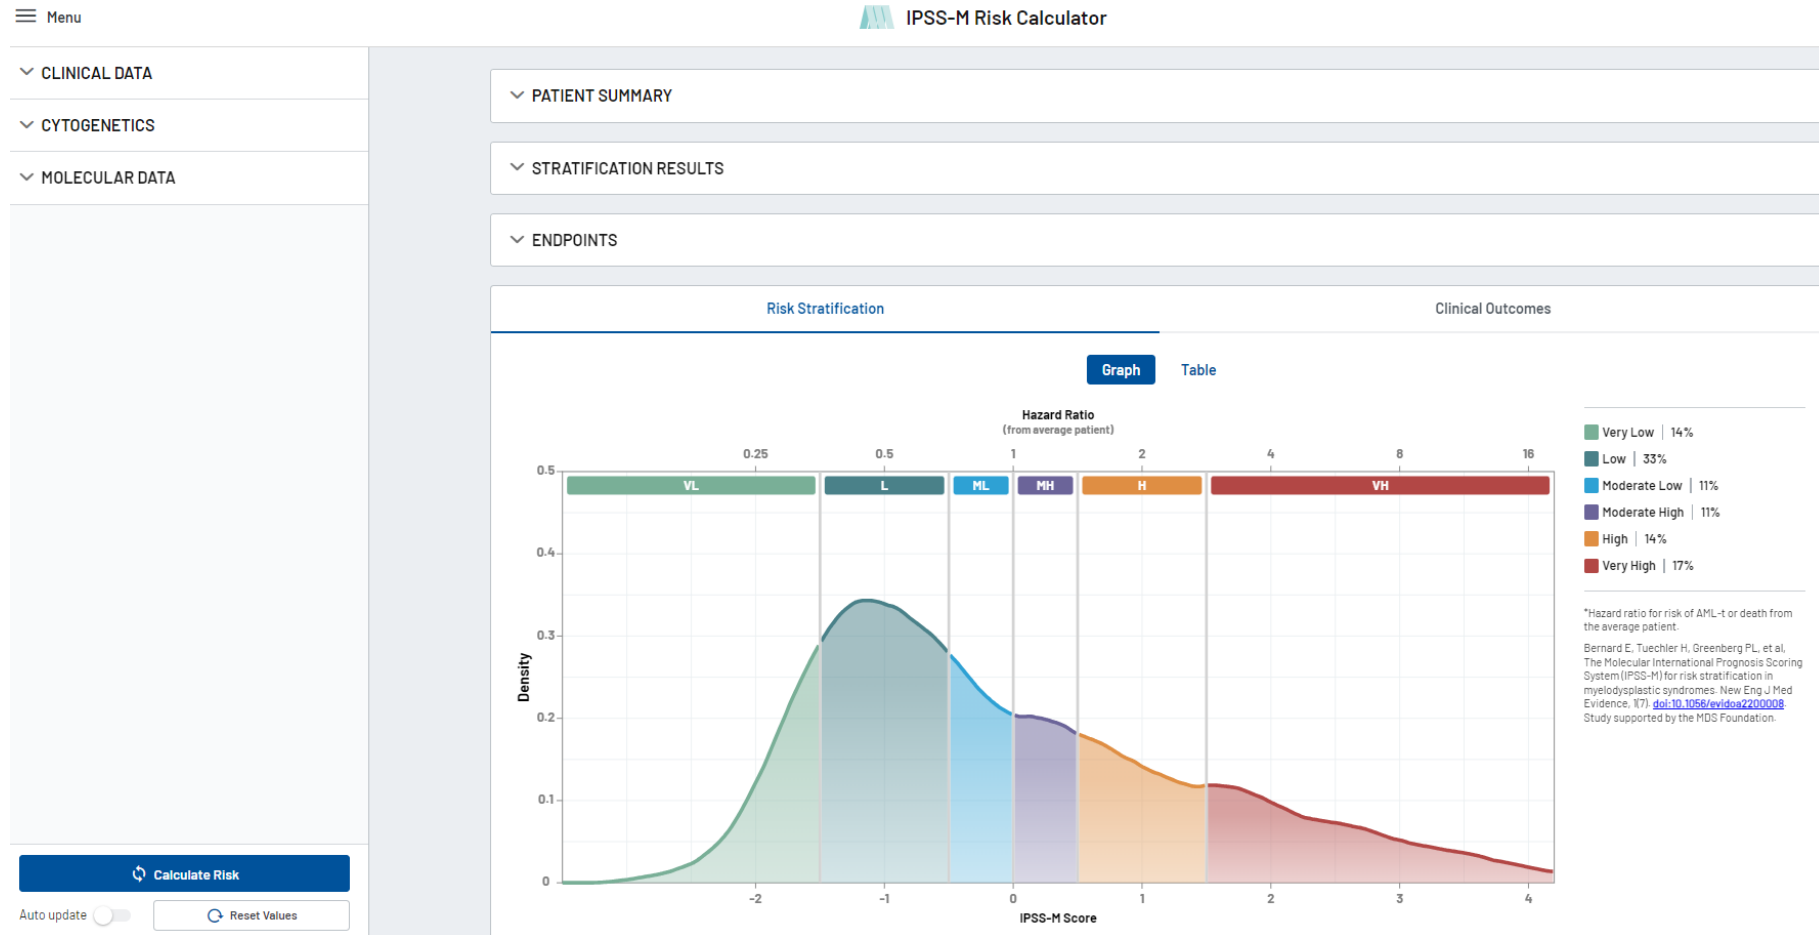 Menu
IPSS-M Risk Calculator
CLINICAL DATA
CYTOGENETICS
MOLECULAR DATA
Calculate Risk
Auto update
Reset Values
PATIENT SUMMARY
STRATIFICATION RESULTS
ENDPOINTS
Risk Stratification
Clinical Outcomes
Graph
Table
Hazard Ratio
(from average patient)
0.25 0.5 1 2 4 8 16
VL L ML MH H VH
0.5
0.4
0.3
0.2
0.1
0
Density
-2 -1 0 1 2 3 4
IPSS-M Score
Very Low | 14%
Low | 33%
Moderate Low | 11%
Moderate High | 11%
High | 14%
Very High | 17%
*Hazard ratio for risk of AML-t or death from
the average patient.
Bernard E, Tuechler H, Greenberg PL, et al,
The Molecular International Prognosis Scoring
System (IPSS-M) for risk stratification in
myelodysplastic syndromes. New Eng J Med
Evidence, 1(7). doi:10.1056/evidoa2200008.
Study supported by the MDS Foundation.